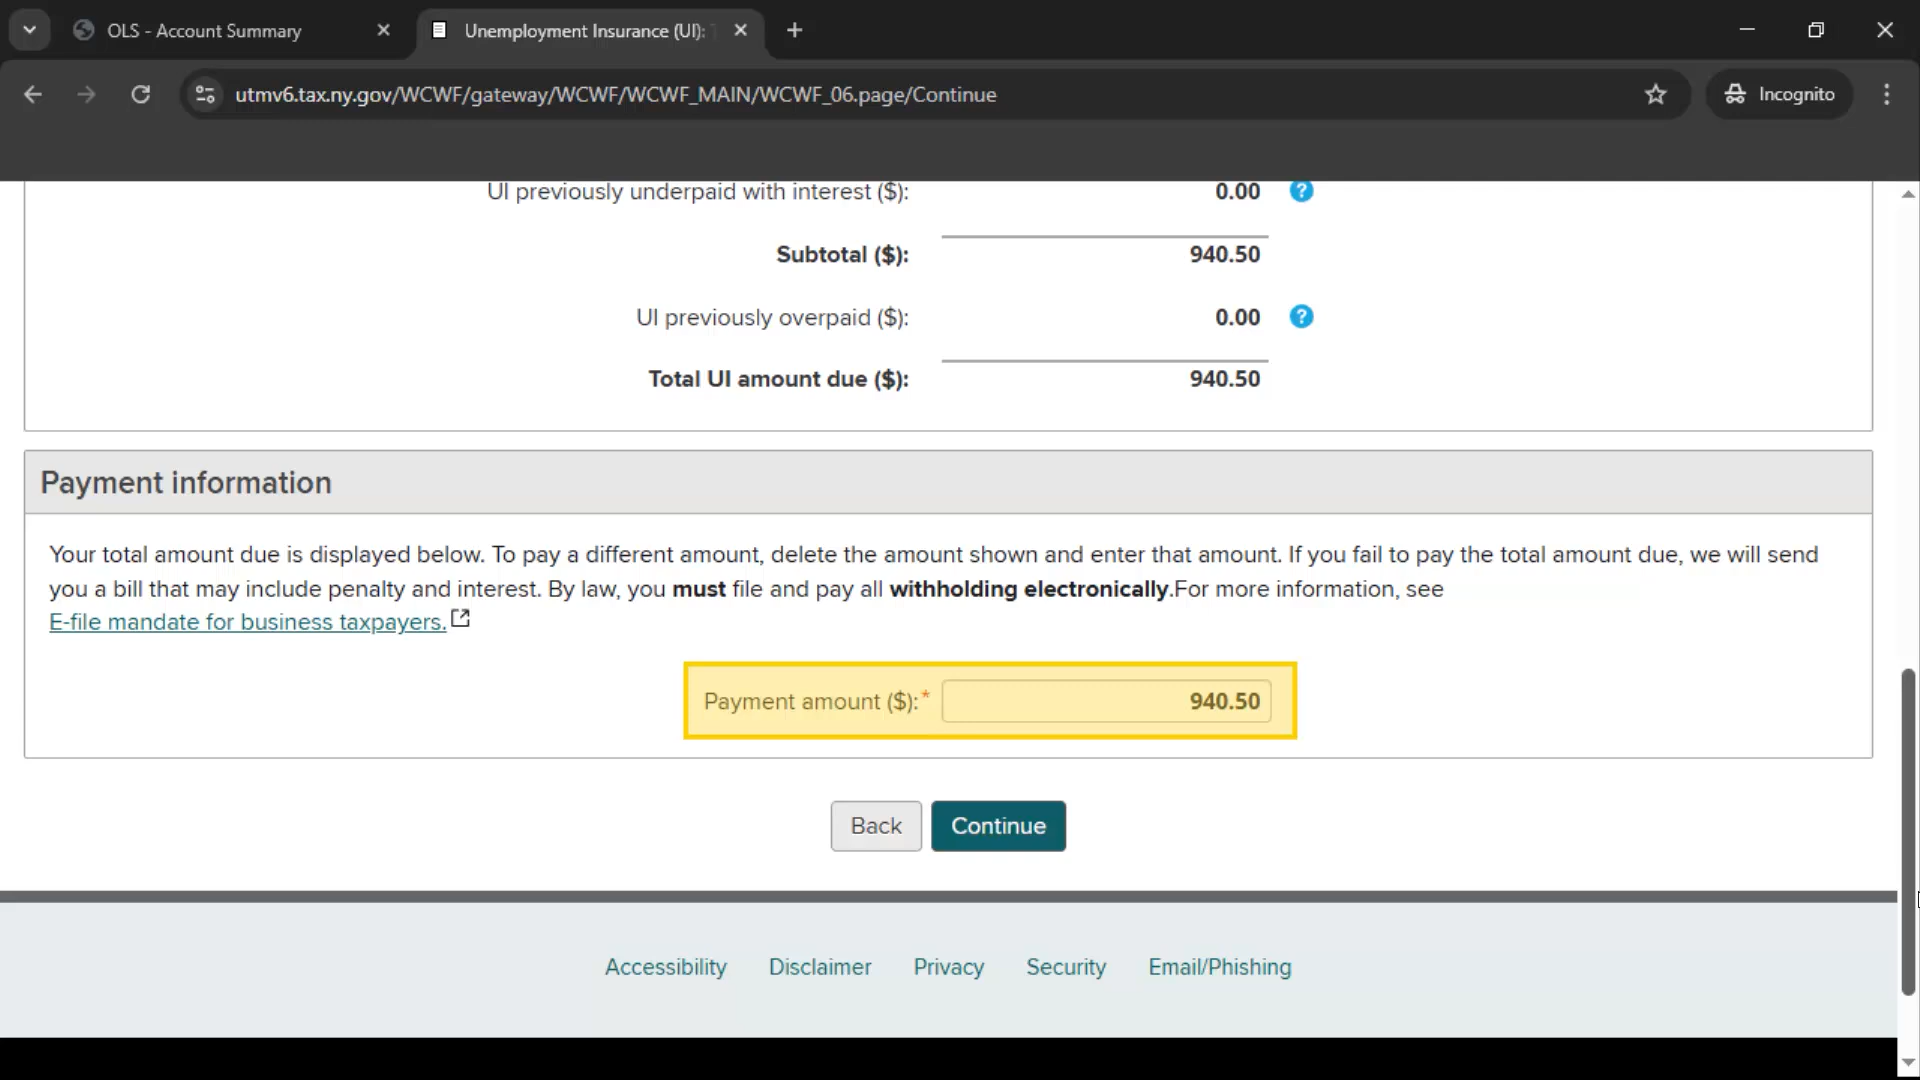 OLS - Account Summary
Unemployment Insurance (UI):
utmv6.tax.ny.gov/WCWF/gateway/WCWF/WCWF_MAIN/WCWF_06.page/Continue
Incognito
UI previously underpaid with interest ($): 0.00 ?
Subtotal ($): 940.50
UI previously overpaid ($): 0.00 ?
Total UI amount due ($): 940.50
Payment information
Your total amount due is displayed below. To pay a different amount, delete the amount shown and enter that amount. If you fail to pay the total amount due, we will send
you a bill that may include penalty and interest. By law, you must file and pay all withholding electronically.For more information, see
E-file mandate for business taxpayers.
Payment amount ($):* 940.50
Back Continue
Accessibility Disclaimer Privacy Security Email/Phishing